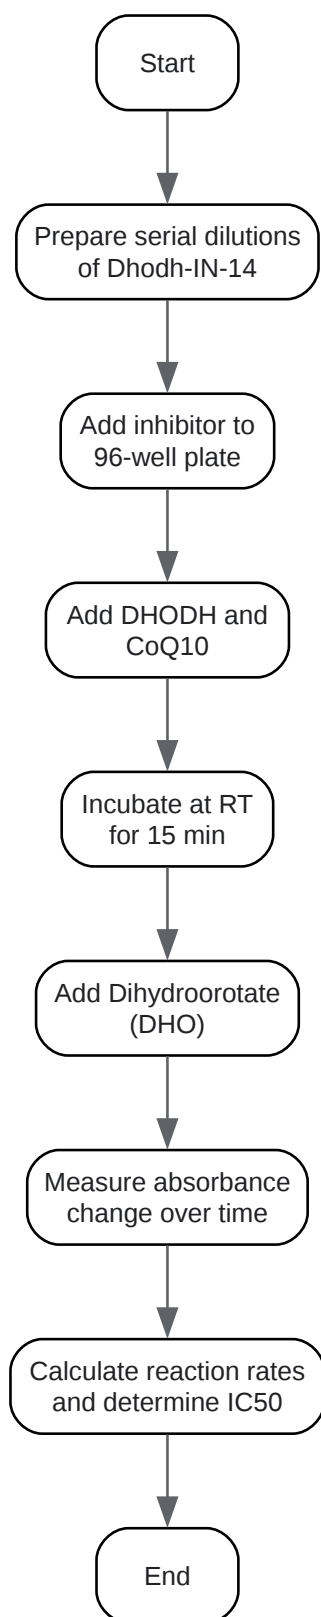 Start
Prepare serial dilutions
of Dhodh-IN-14
Add inhibitor to
96-well plate
Add DHODH and
CoQ10
Incubate at RT
for 15 min
Add Dihydroorotate
(DHO)
Measure absorbance
change over time
Calculate reaction rates
and determine IC50
End